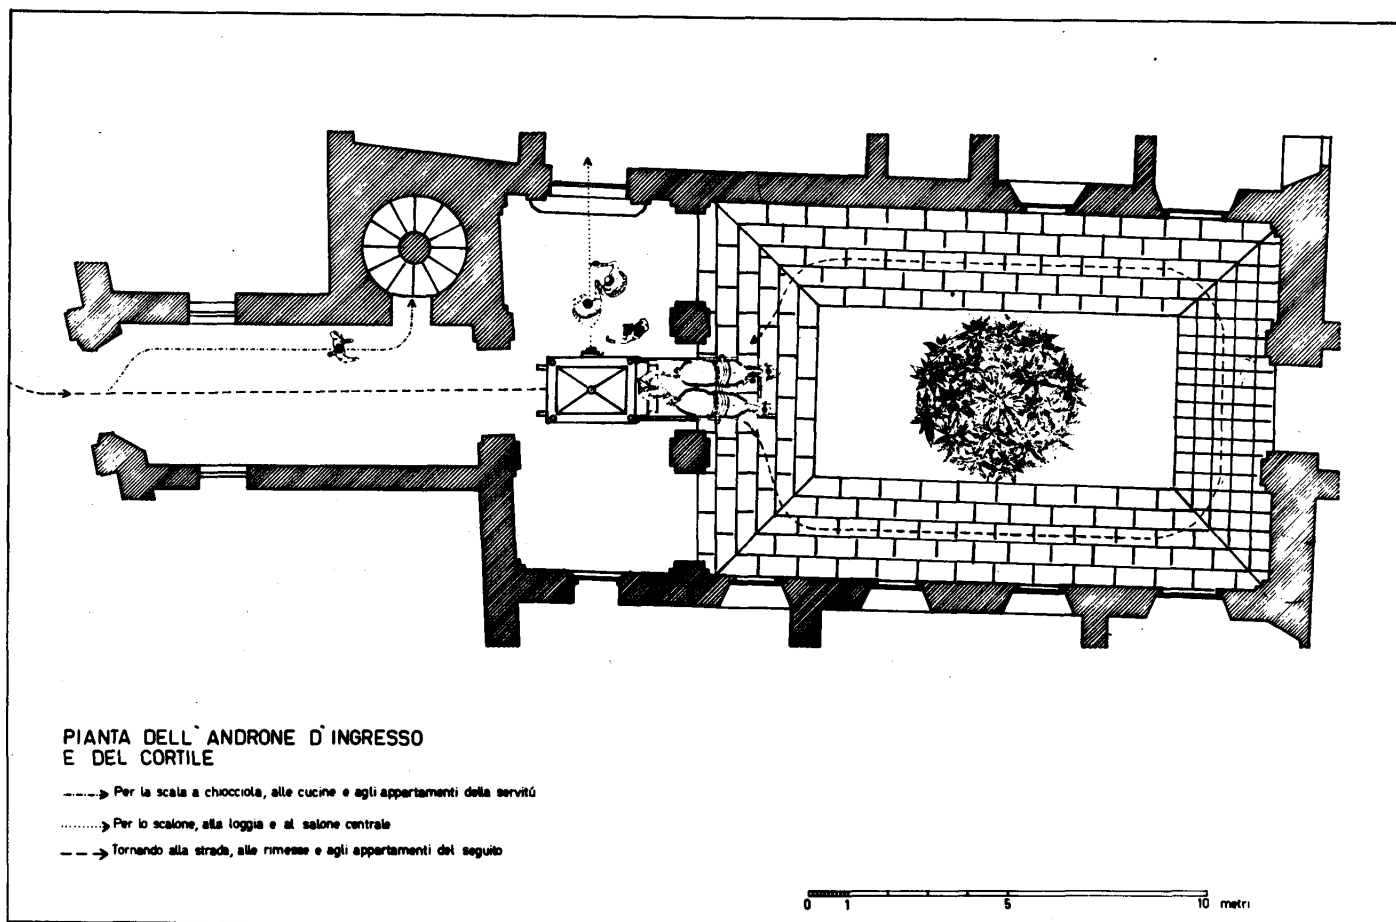 PIANTA DELL' ANDRONE D' INGRESSO
E DEL CORTILE
Per la scala a chiocciola, alle cucine e agli appartamenti della servitú
Per lo scalone, alla loggia e al salone centrale
Tornando alla strada, alle rimesse e agli appartamenti del seguito
0 1 5 10 metri